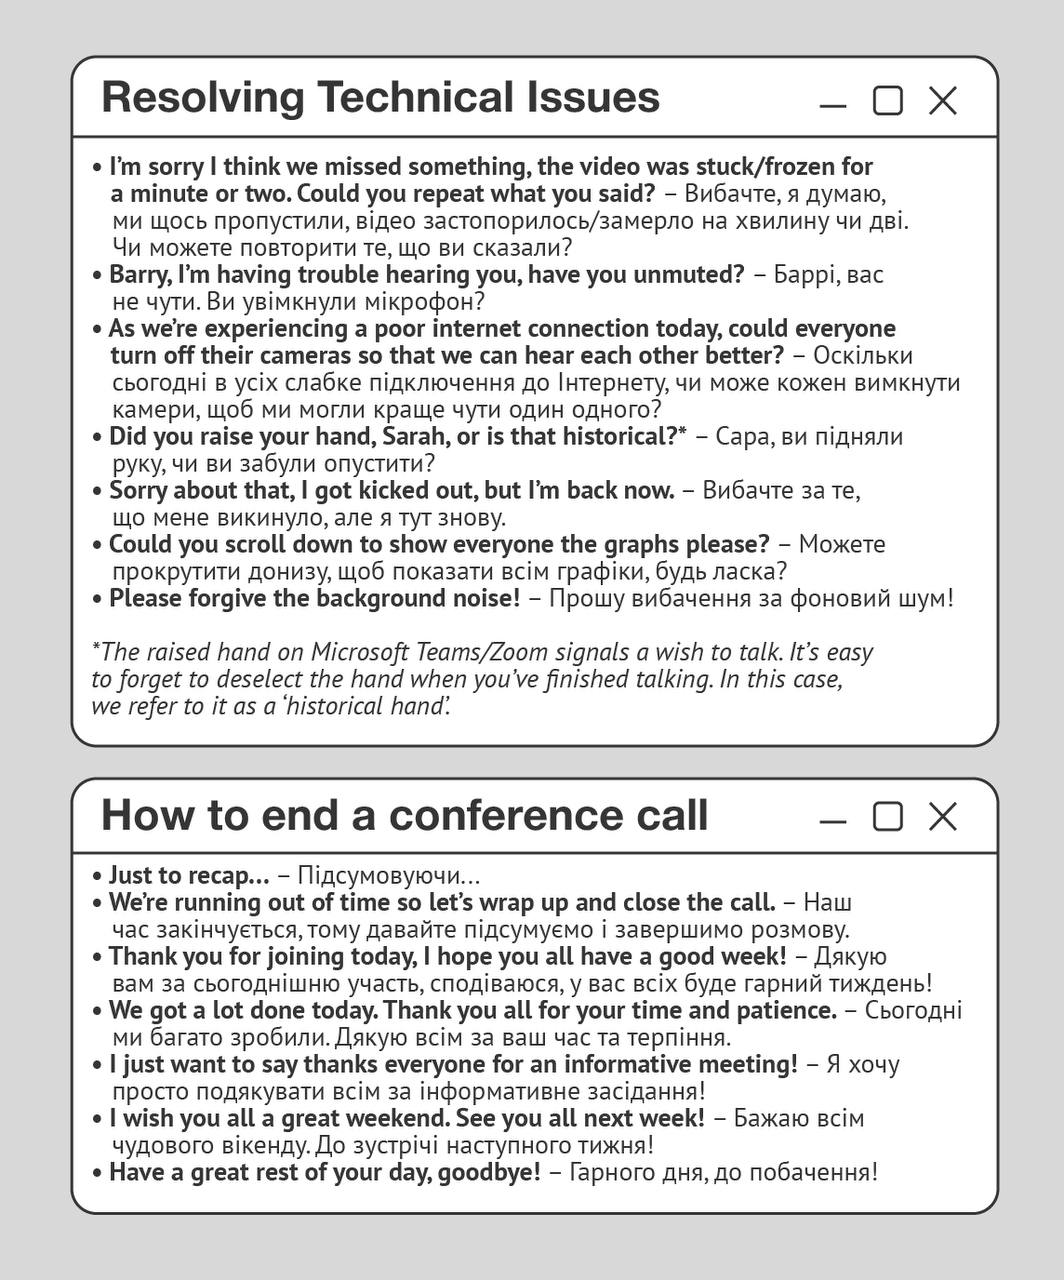 Resolving Technical Issues
• I’m sorry I think we missed something, the video was stuck/frozen for
a minute or two. Could you repeat what you said? – Вибачте, я думаю,
ми щось пропустили, відео застопорилось/замерло на хвилину чи дві.
Чи можете повторити те, що ви сказали?
• Barry, I’m having trouble hearing you, have you unmuted? – Баррі, вас
не чути. Ви увімкнули мікрофон?
• As we’re experiencing a poor internet connection today, could everyone
turn off their cameras so that we can hear each other better? – Оскільки
сьогодні в усіх слабке підключення до Інтернету, чи може кожен вимкнути
камери, щоб ми могли краще чути один одного?
• Did you raise your hand, Sarah, or is that historical?* – Сара, ви підняли
руку, чи ви забули опустити?
• Sorry about that, I got kicked out, but I’m back now. – Вибачте за те,
що мене викинуло, але я тут знову.
• Could you scroll down to show everyone the graphs please? – Можете
прокрутити донизу, щоб показати всім графіки, будь ласка?
• Please forgive the background noise! – Прошу вибачення за фоновий шум!
*The raised hand on Microsoft Teams/Zoom signals a wish to talk. It’s easy
to forget to deselect the hand when you’ve finished talking. In this case,
we refer to it as a ‘historical hand’.
How to end a conference call
• Just to recap... – Підсумовуючи...
• We’re running out of time so let’s wrap up and close the call. – Наш
час закінчується, тому давайте підсумуємо і завершимо розмову.
• Thank you for joining today, I hope you all have a good week! – Дякую
вам за сьогоднішню участь, сподіваюся, у вас всіх буде гарний тиждень!
• We got a lot done today. Thank you all for your time and patience. – Сьогодні
ми багато зробили. Дякую всім за ваш час та терпіння.
• I just want to say thanks everyone for an informative meeting! – Я хочу
просто подякувати всім за інформативне засідання!
• I wish you all a great weekend. See you all next week! – Бажаю всім
чудового вікенду. До зустрічі наступного тижня!
• Have a great rest of your day, goodbye! – Гарного дня, до побачення!